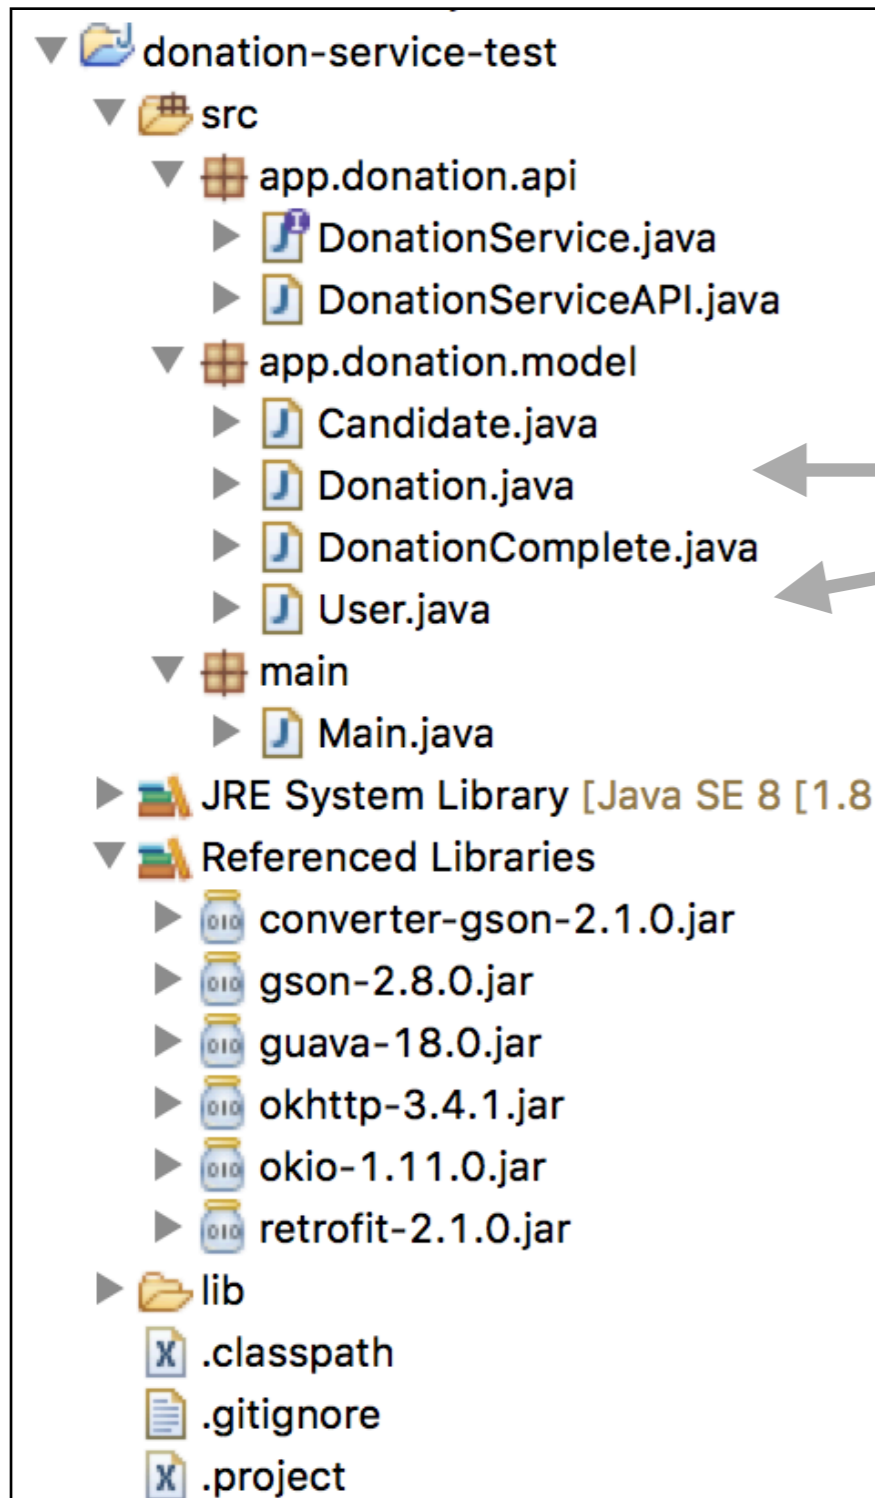 donation-service-test
src
app.donation.api
DonationService.java
DonationServiceAPI.java
app.donation.model
Candidate.java
Donation.java
DonationComplete.java
User.java
main
Main.java
JRE System Library [Java SE 8 [1.8
Referenced Libraries
converter-gson-2.1.0.jar
gson-2.8.0.jar
guava-18.0.jar
okhttp-3.4.1.jar
okio-1.11.0.jar
retrofit-2.1.0.jar
lib
.classpath
.gitignore
.project